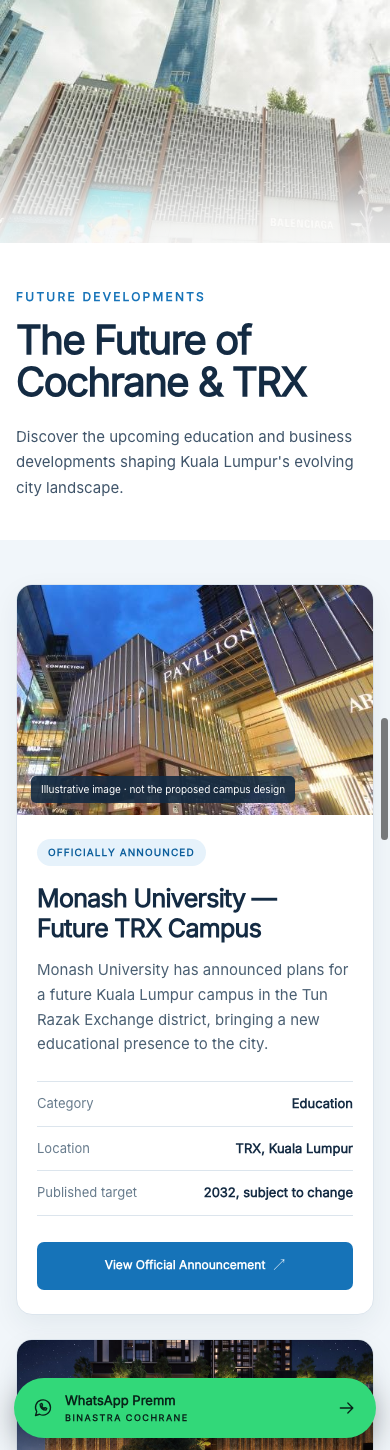 BALENCIAGA
FUTURE DEVELOPMENTS
The Future of
Cochrane & TRX
Discover the upcoming education and business
developments shaping Kuala Lumpur's evolving
city landscape.
CONNECTION
PAVILION
Illustrative image · not the proposed campus design
OFFICIALLY ANNOUNCED
Monash University —
Future TRX Campus
Monash University has announced plans for
a future Kuala Lumpur campus in the Tun
Razak Exchange district, bringing a new
educational presence to the city.
Category Education
Location TRX, Kuala Lumpur
Published target 2032, subject to change
View Official Announcement ↗
WhatsApp Premm
BINASTRA COCHRANE